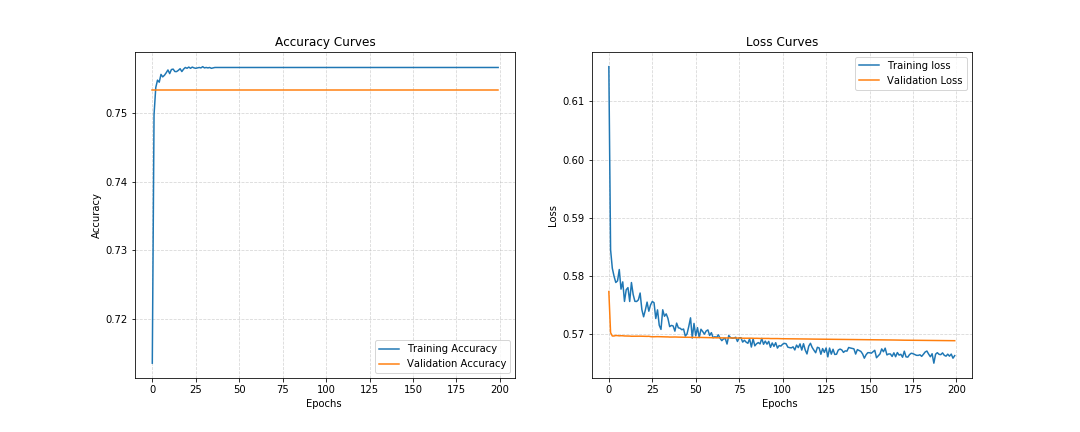 Accuracy Curves
Accuracy
0.75
0.74
0.73
0.72
0 25 50 75 100 125 150 175 200
Epochs
Training Accuracy
Validation Accuracy
Loss Curves
Loss
0.61
0.60
0.59
0.58
0.57
0 25 50 75 100 125 150 175 200
Epochs
Training loss
Validation Loss